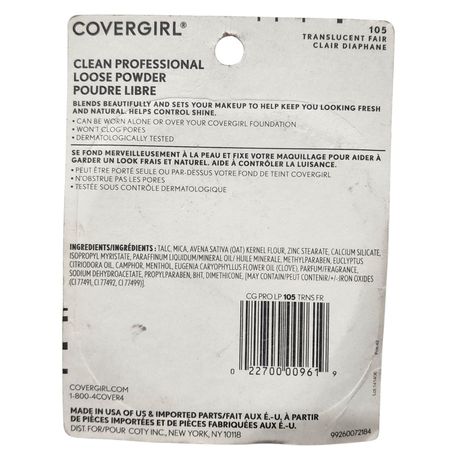 COVERGIRL®
105
TRANSLUCENT FAIR
CLAIR DIAPHANE
CLEAN PROFESSIONAL
LOOSE POWDER
POUDRE LIBRE
BLENDS BEAUTIFULLY AND SETS YOUR MAKEUP TO HELP KEEP YOU LOOKING FRESH
AND NATURAL. HELPS CONTROL SHINE.
• CAN BE WORN ALONE OR OVER YOUR COVERGIRL FOUNDATION
• WON'T CLOG PORES
• DERMATOLOGICALLY TESTED
SE FOND MERVEILLEUSEMENT À LA PEAU ET FIXE VOTRE MAQUILLAGE POUR AIDER À
GARDER UN LOOK FRAIS ET NATUREL. AIDE À CONTRÔLER LA LUISANCE.
• PEUT ÊTRE PORTÉ SEULE OU PAR-DESSUS VOTRE FOND DE TEINT COVERGIRL
• N'OBSTRUE PAS LES PORES
• TESTÉE SOUS CONTRÔLE DERMATOLOGIQUE
INGREDIENTS/INGRÉDIENTS: TALC, MICA, AVENA SATIVA (OAT) KERNEL FLOUR, ZINC STEARATE, CALCIUM SILICATE,
ISOPROPYL MYRISTATE, PARAFFINUM LIQUIDUM/MINERAL OIL/HUILE MINERALE, METHYLPARABEN, EUCLYPTUS
CITRIODORA OIL, CAMPHOR, MENTHOL, EUGENIA CARYOPHYLLUS FLOWER OIL (CLOVE), PARFUM/FRAGRANCE,
SODIUM DEHYDROACETATE, PROPYLPARABEN, BHT, DIMETHICONE, [MAY CONTAIN/PEUT CONTENIR/+/-IRON OXIDES
(CI 77491, CI 77492, CI 77499)].
CG PRO LP 105 TRNS FR
0 22700 00961 9
COVERGIRL.COM
1-800-4COVER4
MADE IN USA OF US & IMPORTED PARTS/FAIT AUX É.-U. À PARTIR
DE PIÈCES IMPORTÉES ET DE PIÈCES DES É.-U.
DIST. FOR/POUR COTY INC., NEW YORK, NY 10118
99260072184